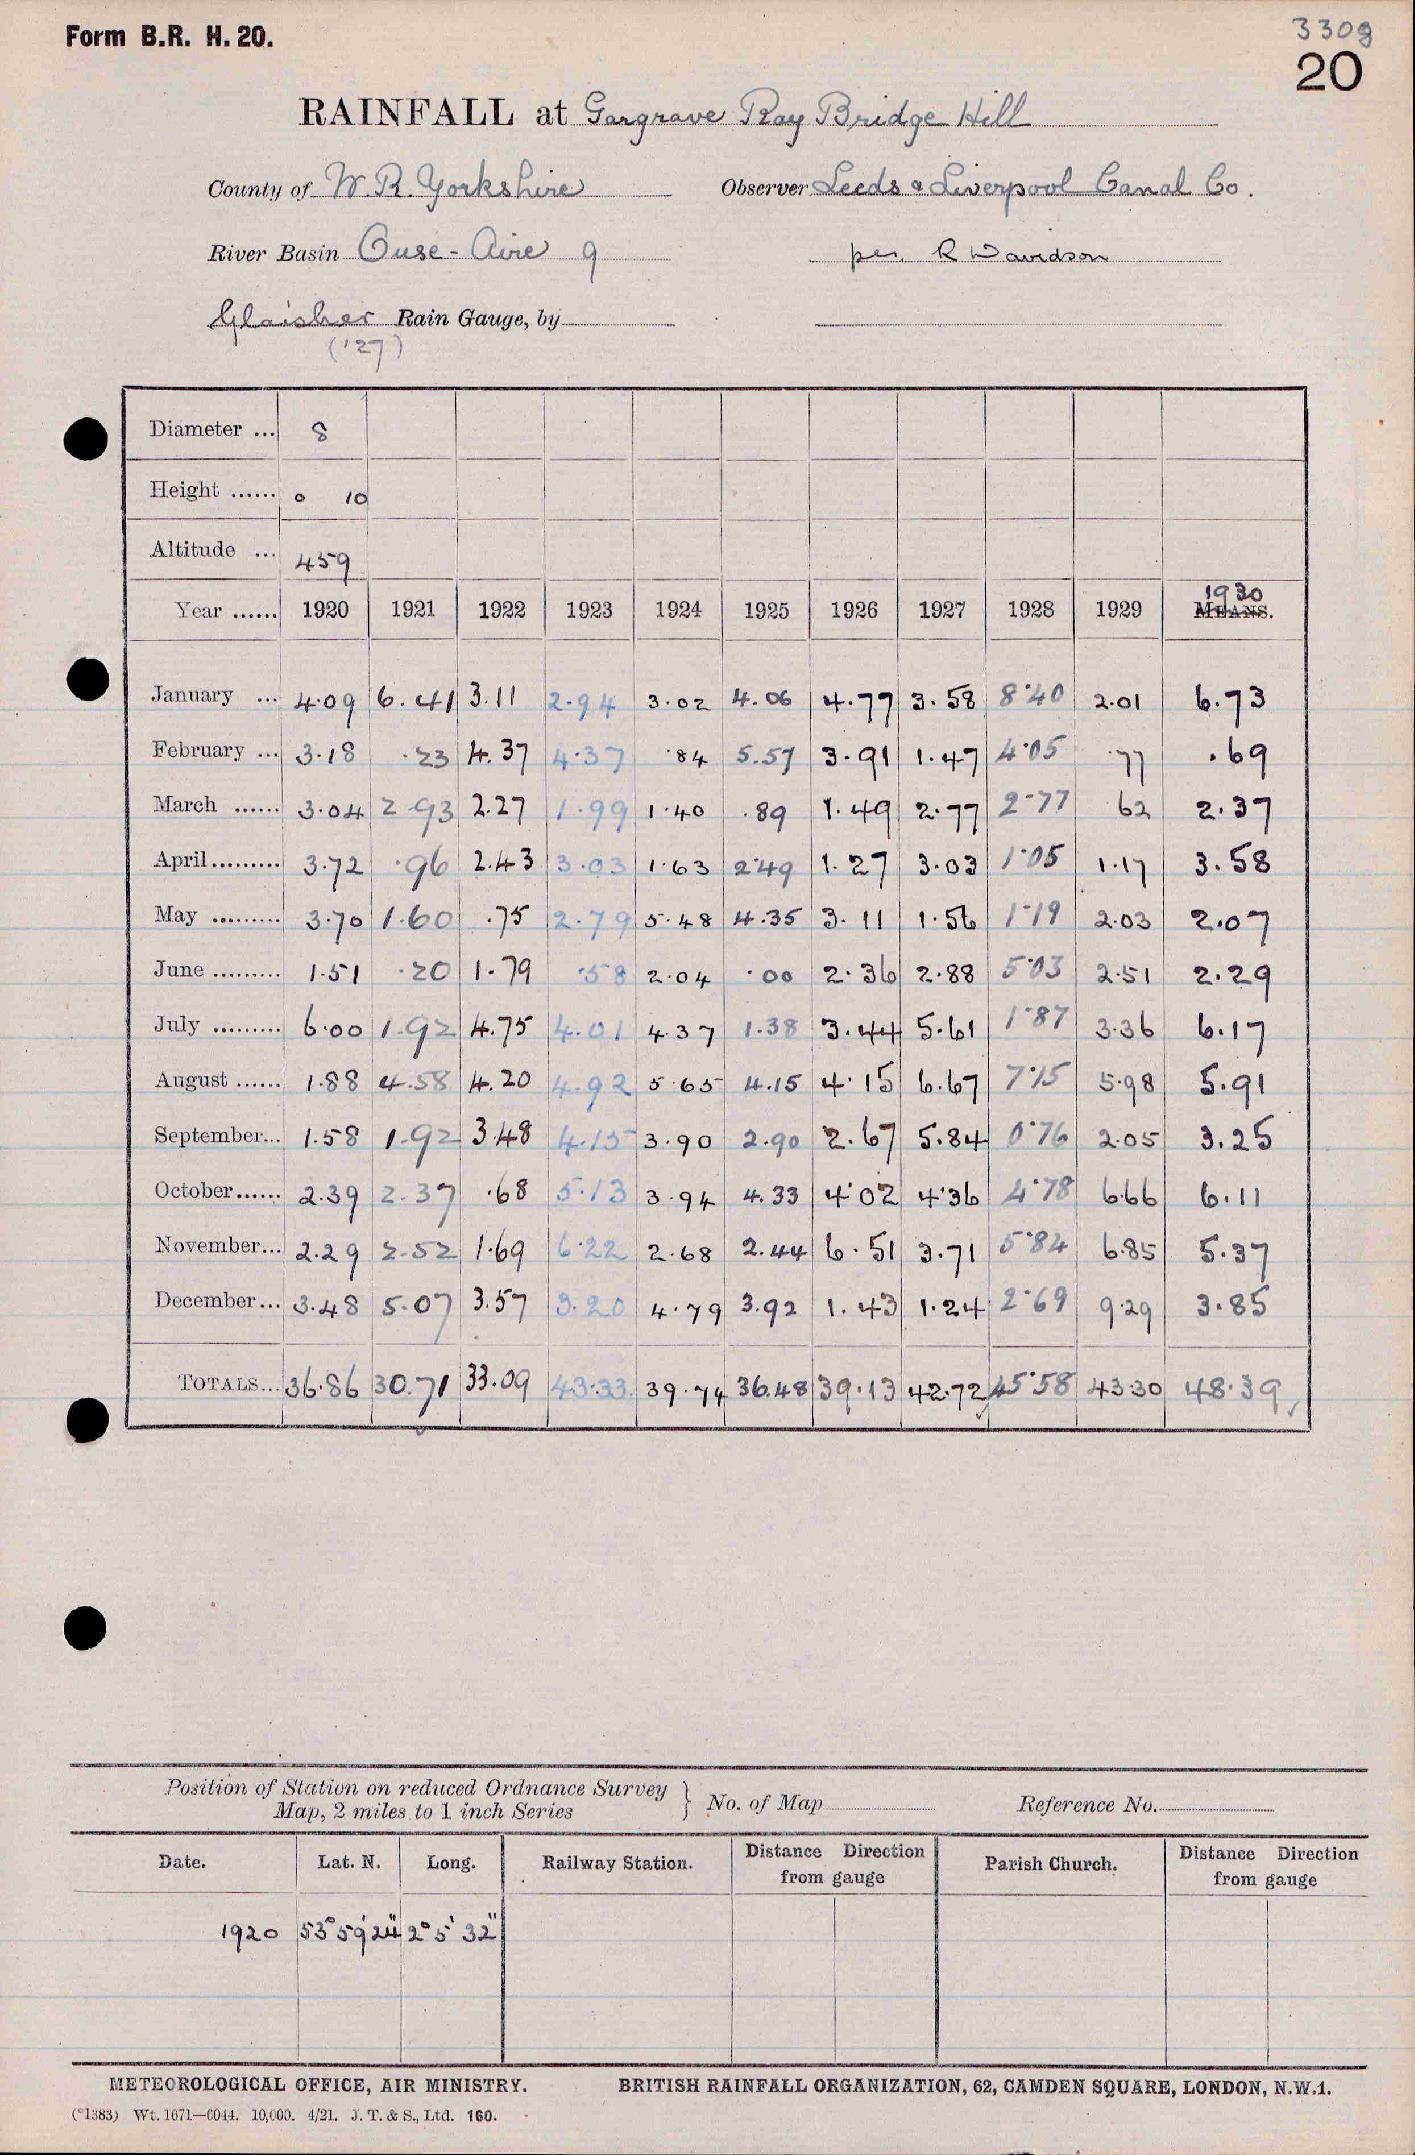 Form B.R. H. 20.
3309
20
RAINFALL at Gargrave Ray Bridge Hill
County of W. R. Yorkshire Observer Leeds & Liverpool Canal Co.
River Basin Ouse - Aire 9 per R Davidson
Glaisher Rain Gauge, by
('27)
Diameter ... 8
Height ...... 0 10
Altitude ... 459
1930
Year ...... 1920 1921 1922 1923 1924 1925 1926 1927 1928 1929 MEANS.
January ... 4.09 6.41 3.11 2.94 3.02 4.06 4.77 3.58 8.40 2.01 6.73
February ... 3.18 .23 4.37 4.37 .84 5.57 3.91 1.47 4.05 .77 .69
March ...... 3.04 2.93 2.27 1.99 1.40 .89 1.49 2.77 2.77 62 2.37
April ......... 3.72 .96 2.43 3.03 1.63 2.49 1.27 3.03 1.05 1.17 3.58
May ......... 3.70 1.60 .75 2.79 5.48 4.35 3.11 1.56 1.19 2.03 2.07
June ......... 1.51 .20 1.79 .58 2.04 .00 2.36 2.88 5.03 2.51 2.29
July ......... 6.00 1.92 4.75 4.01 4.37 1.38 3.44 5.61 1.87 3.36 6.17
August ...... 1.88 4.58 4.20 4.92 5.65 4.15 4.15 6.67 7.15 5.98 5.91
September... 1.58 1.92 3.48 4.15 3.90 2.90 2.67 5.84 0.76 2.05 3.25
October...... 2.39 2.37 .68 5.13 3.94 4.33 4.02 4.36 4.78 6.66 6.11
November... 2.29 2.52 1.69 6.22 2.68 2.44 6.51 3.71 5.84 6.85 5.37
December... 3.48 5.07 3.57 3.20 4.79 3.92 1.43 1.24 2.69 9.29 3.85
TOTALS... 36.86 30.71 33.09 43.33 39.74 36.48 39.13 42.72 45.58 43.30 48.39
Position of Station on reduced Ordnance Survey
Map, 2 miles to 1 inch Series } No. of Map Reference No.
Date. Lat. N. Long. Railway Station. Distance Direction from gauge Parish Church. Distance Direction from gauge
1920 53° 59' 24" 2° 5' 32"
METEOROLOGICAL OFFICE, AIR MINISTRY. BRITISH RAINFALL ORGANIZATION, 62, CAMDEN SQUARE, LONDON, N.W.1.
(*1383) Wt. 1671—6044. 10,000. 4/21. J. T. & S., Ltd. 160.